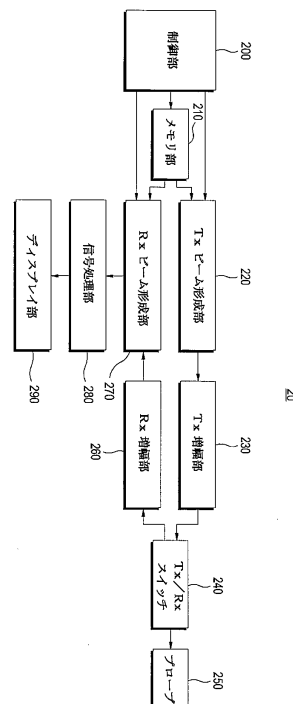 20
200
制御部
210
メモリ部
220
Tx ビーム形成部
230
Tx 増幅部
240
Tx/Rx
スイッチ
250
プローブ
260
Rx 増幅部
270
Rx ビーム形成部
280
信号処理部
290
ディスプレイ部